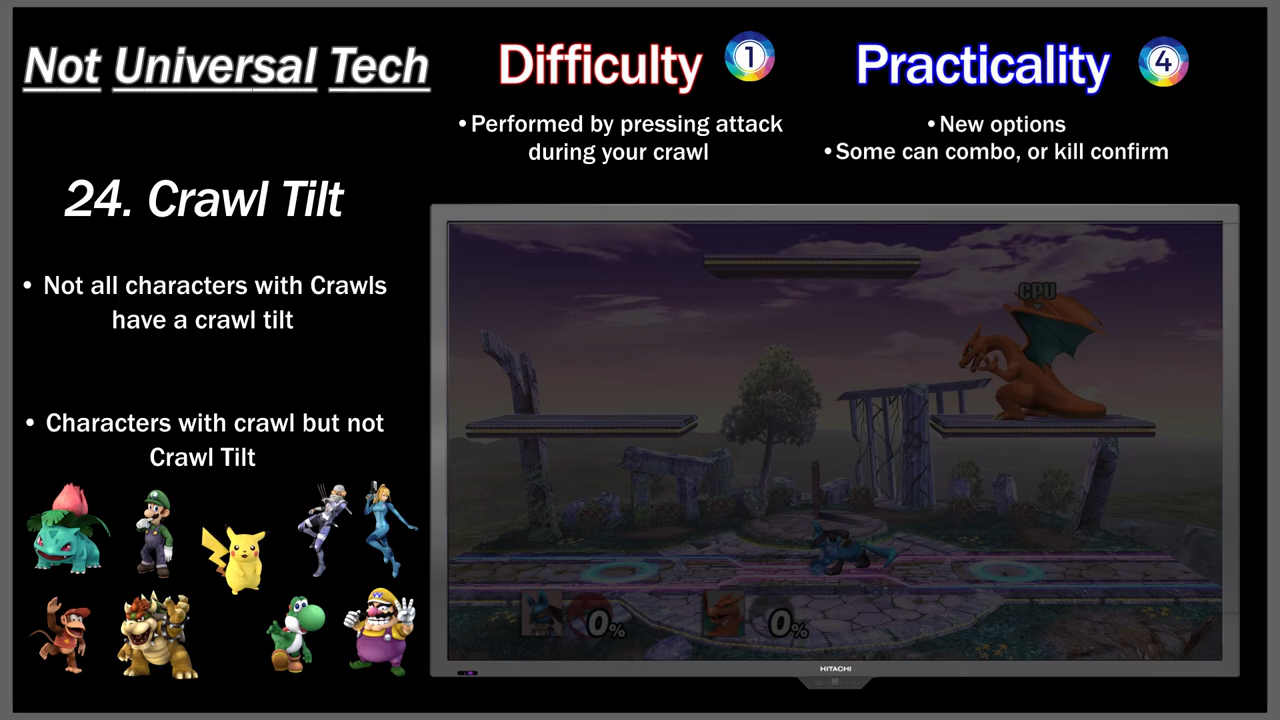 Not Universal Tech
Difficulty 1
Practicality 4
• Performed by pressing attack
during your crawl
• New options
• Some can combo, or kill confirm
24. Crawl Tilt
• Not all characters with Crawls
have a crawl tilt
• Characters with crawl but not
Crawl Tilt
CPU
0%
0%
HITACHI